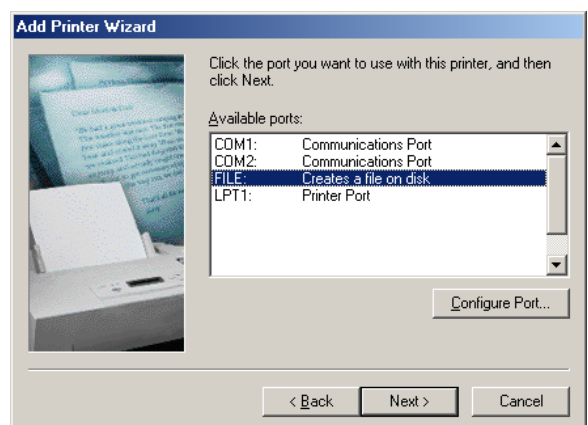 Add Printer Wizard
Click the port you want to use with this printer, and then
click Next.
Available ports:
COM1: Communications Port
COM2: Communications Port
FILE: Creates a file on disk
LPT1: Printer Port
Configure Port...
< Back Next > Cancel